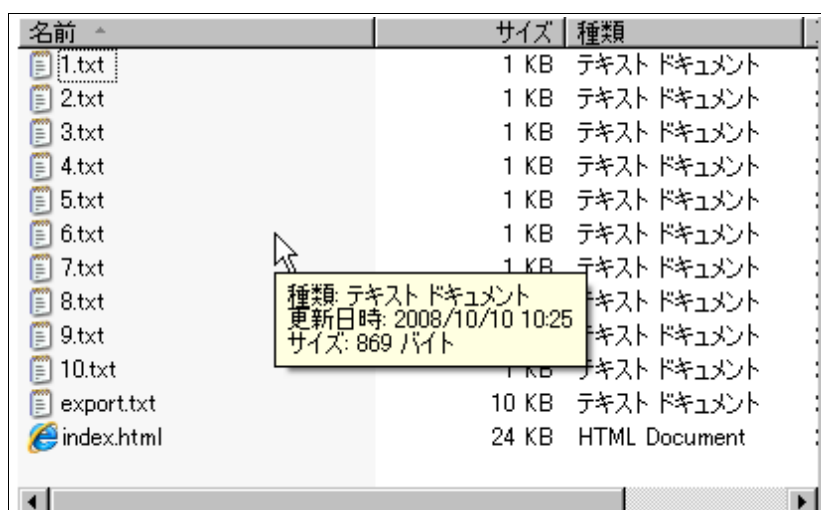 名前 サイズ 種類
1.txt 1 KB テキスト ドキュメント
2.txt 1 KB テキスト ドキュメント
3.txt 1 KB テキスト ドキュメント
4.txt 1 KB テキスト ドキュメント
5.txt 1 KB テキスト ドキュメント
6.txt 1 KB テキスト ドキュメント
7.txt 1 KB テキスト ドキュメント
種類: テキスト ドキュメント
更新日時: 2008/10/10 10:25
サイズ: 869 バイト
8.txt キスト ドキュメント
9.txt キスト ドキュメント
10.txt 1 KB テキスト ドキュメント
export.txt 10 KB テキスト ドキュメント
index.html 24 KB HTML Document